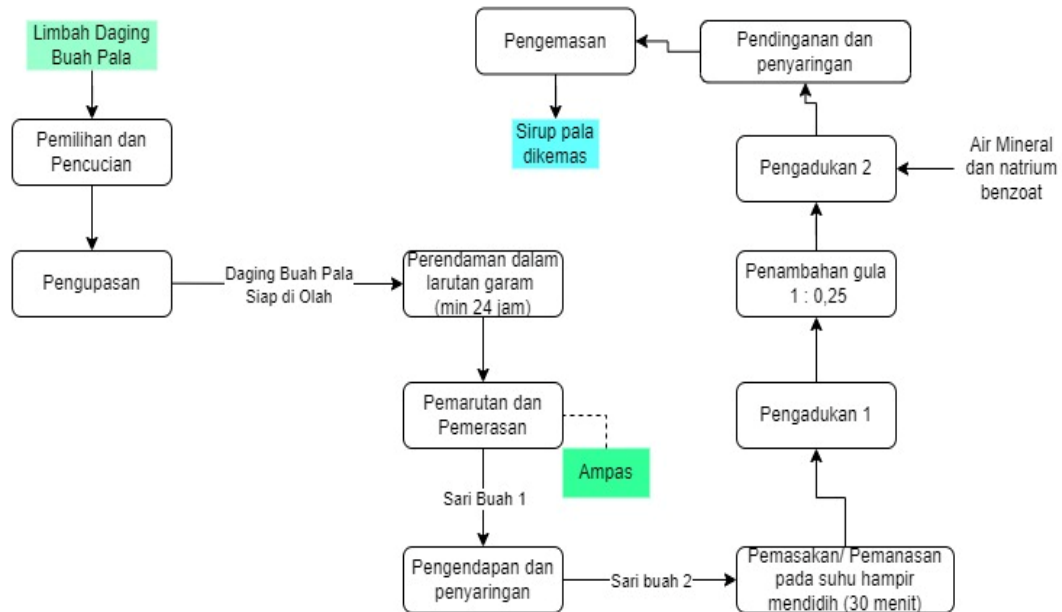 Limbah Daging
Buah Pala
Pemilihan dan
Pencucian
Pengupasan
Daging Buah Pala
Siap di Olah
Perendaman dalam
larutan garam
(min 24 jam)
Pemarutan dan
Pemerasan
Ampas
Sari Buah 1
Pengendapan dan
penyaringan
Sari buah 2
Pemasakan/ Pemanasan
pada suhu hampir
mendidih (30 menit)
Pengadukan 1
Penambahan gula
1 : 0,25
Pengadukan 2
Air Mineral
dan natrium
benzoat
Pendinganan dan
penyaringan
Pengemasan
Sirup pala
dikemas